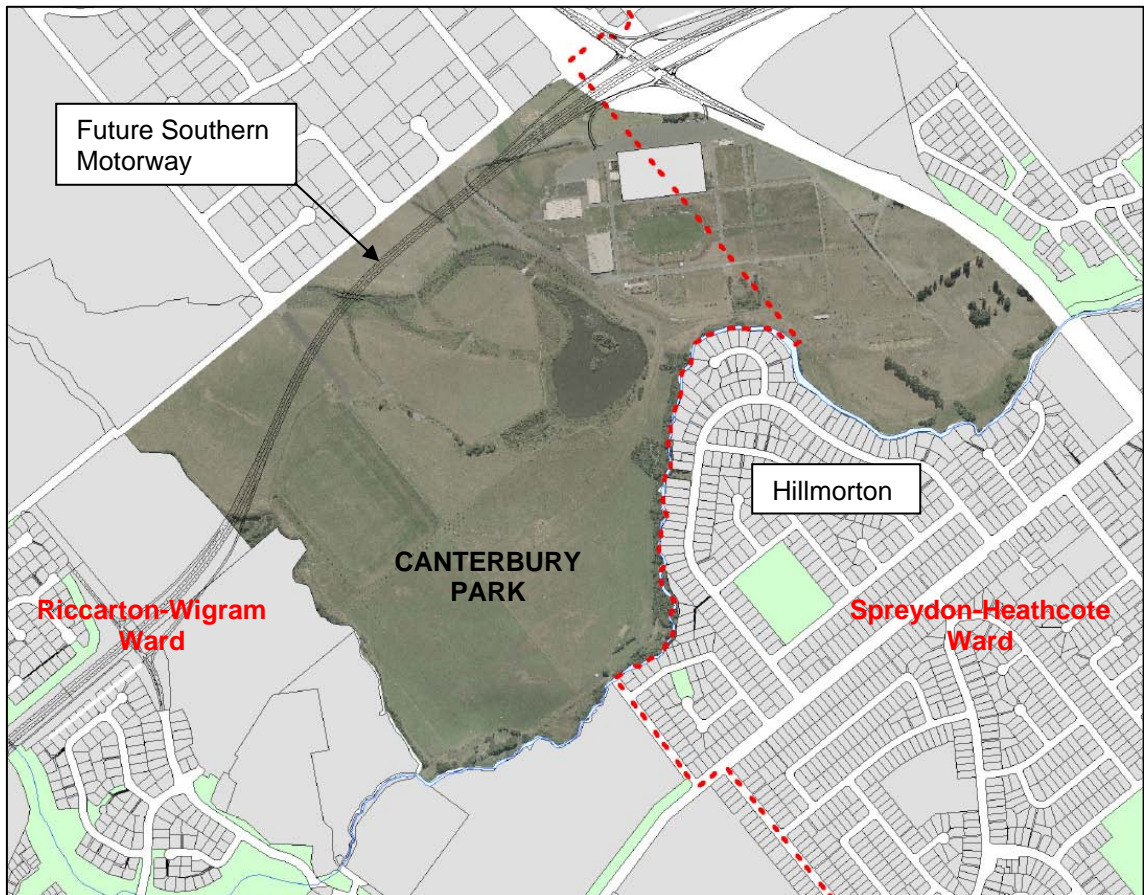 Future Southern
Motorway
Hillmorton
CANTERBURY
PARK
Riccarton-Wigram
Ward
Spreydon-Heathcote
Ward